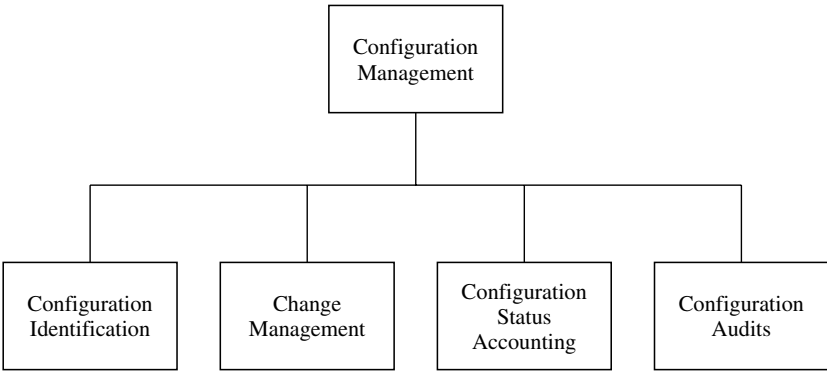 Configuration
Management
Configuration
Identification
Change
Management
Configuration
Status
Accounting
Configuration
Audits